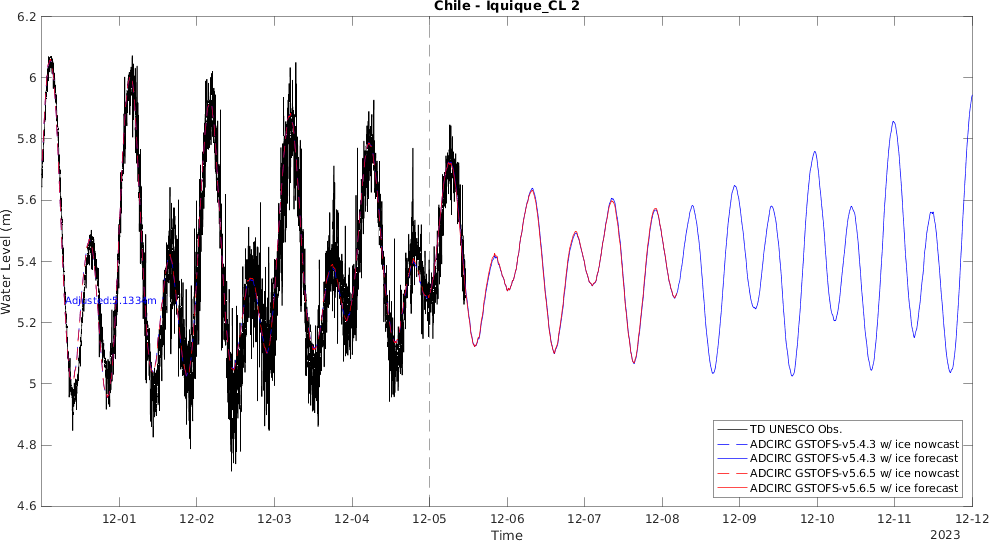 Chile - Iquique_CL 2
6.2
6
5.8
5.6
5.4
5.2
5
4.8
4.6
Water Level (m)
Adjusted:5.1334m
TD UNESCO Obs.
ADCIRC GSTOFS-v5.4.3 w/ ice nowcast
ADCIRC GSTOFS-v5.4.3 w/ ice forecast
ADCIRC GSTOFS-v5.6.5 w/ ice nowcast
ADCIRC GSTOFS-v5.6.5 w/ ice forecast
12-01 12-02 12-03 12-04 12-05 12-06 12-07 12-08 12-09 12-10 12-11 12-12
Time
2023